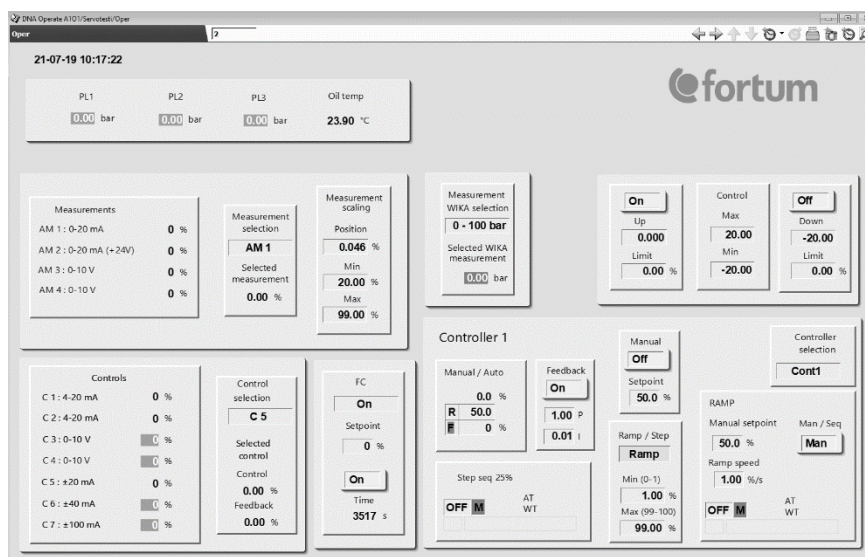 DNA Operate A101/Servotesti/Oper
Oper
2
21-07-19 10:17:22
fortum
PL1 PL2 PL3 Oil temp
0.00 bar 0.00 bar 0.00 bar 23.90 °C
Measurements
AM 1 : 0-20 mA 0 %
AM 2 : 0-20 mA (+24V) 0 %
AM 3 : 0-10 V 0 %
AM 4 : 0-10 V 0 %
Measurement
selection
AM 1
Selected
measurement
0.00 %
Measurement
scaling
Position
0.046 %
Min
20.00 %
Max
99.00 %
Measurement
WIKA selection
0 - 100 bar
Selected WIKA
measurement
0.00 bar
On
Up
0.000
Limit
0.00 %
Control
Max
20.00
Min
-20.00
Off
Down
-20.00
Limit
0.00 %
Controls
C 1 : 4-20 mA 0 %
C 2 : 4-20 mA 0 %
C 3 : 0-10 V 0 %
C 4 : 0-10 V 0 %
C 5 : ±20 mA 0 %
C 6 : ±40 mA 0 %
C 7 : ±100 mA 0 %
Control
selection
C 5
Selected
control
Control
0.00 %
Feedback
0.00 %
FC
On
Setpoint
0 %
On
Time
3517 s
Controller 1
Manual / Auto
0.0 %
R 50.0
F 0 %
Feedback
On
1.00 P
0.01 I
Manual
Off
Setpoint
50.0 %
Controller
selection
Cont1
Step seq 25%
OFF M AT
WT
Ramp / Step
Ramp
Min (0-1)
1.00 %
Max (99-100)
99.00 %
RAMP
Manual setpoint Man / Seq
50.0 % Man
Ramp speed
1.00 %/s
OFF M AT
WT